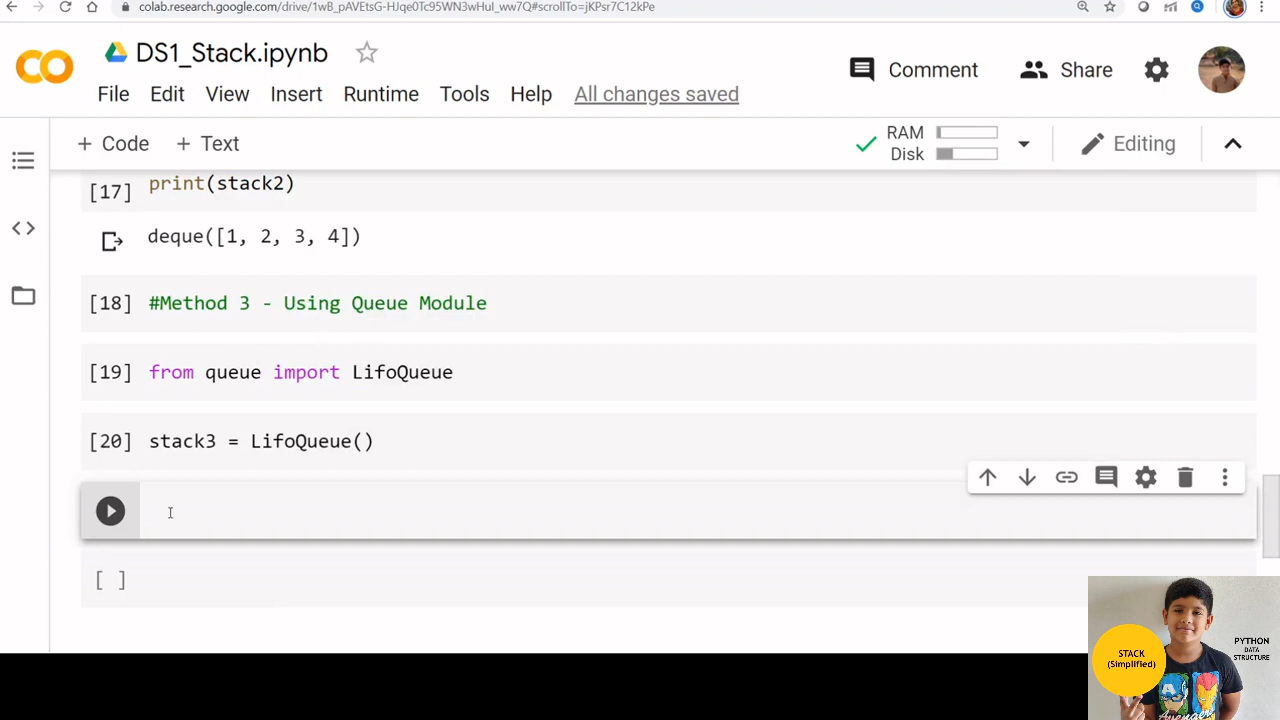 colab.research.google.com/drive/1wB_pAVEtsG-HJqe0Tc95WN3wHul_ww7Q#scrollTo=jKPsr7C12kPe
DS1_Stack.ipynb
Comment
Share
File Edit View Insert Runtime Tools Help All changes saved
+ Code + Text
RAM
Disk
Editing
[17] print(stack2)
deque([1, 2, 3, 4])
[18] #Method 3 - Using Queue Module
[19] from queue import LifoQueue
[20] stack3 = LifoQueue()
[ ]
STACK
(Simplified)
PYTHON
DATA
STRUCTURE